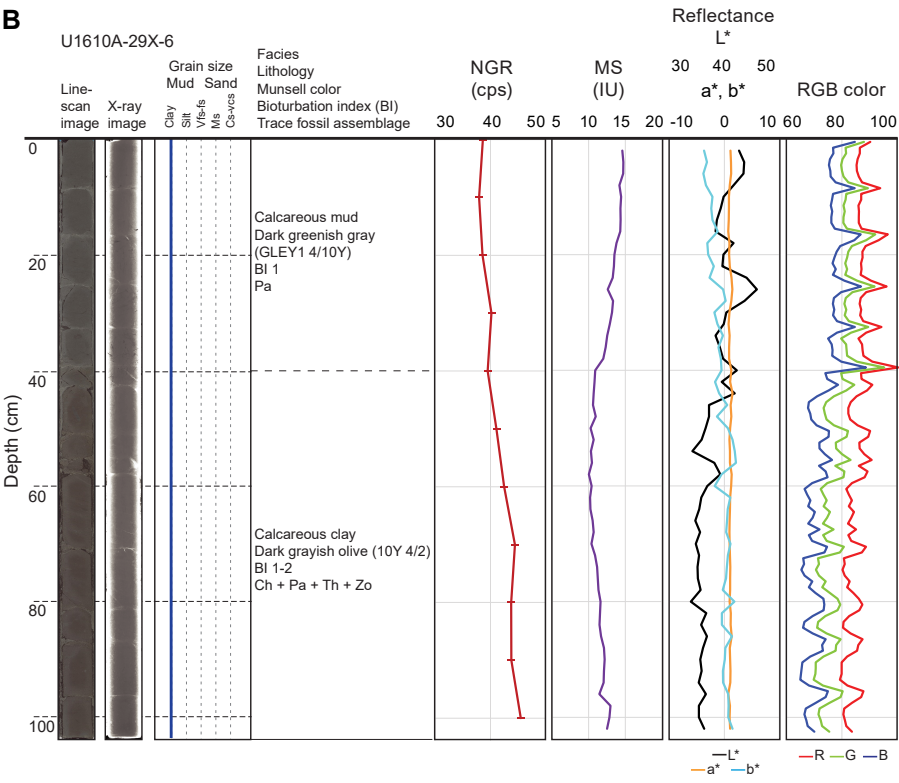 B
U1610A-29X-6
Line-
scan
image
X-ray
image
Grain size
Mud Sand
Clay
Silt
Vfs-fs
Ms
Cs-vcs
Facies
Lithology
Munsell color
Bioturbation index (BI)
Trace fossil assemblage
NGR
(cps)
30 40 50
MS
(IU)
5 10 15 20
Reflectance
L*
30 40 50
a*, b*
-10 0 10
RGB color
60 80 100
Depth (cm)
0
20
40
60
80
100
Calcareous mud
Dark greenish gray
(GLEY1 4/10Y)
BI 1
Pa
Calcareous clay
Dark grayish olive (10Y 4/2)
BI 1-2
Ch + Pa + Th + Zo
L*
a* b*
R G B